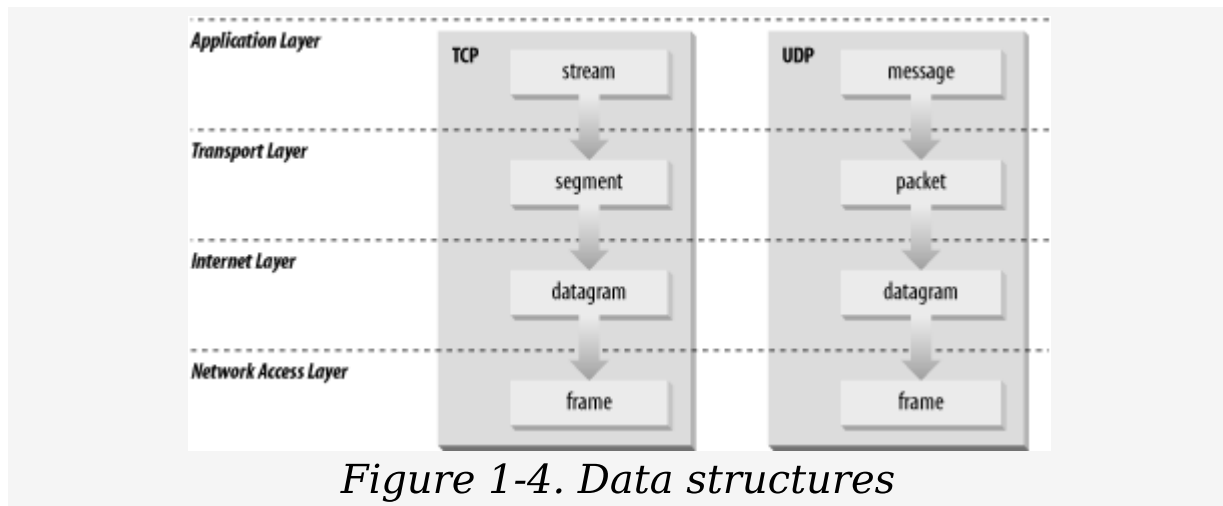 Application Layer
TCP
stream
UDP
message
Transport Layer
segment
packet
Internet Layer
datagram
datagram
Network Access Layer
frame
frame
Figure 1-4. Data structures